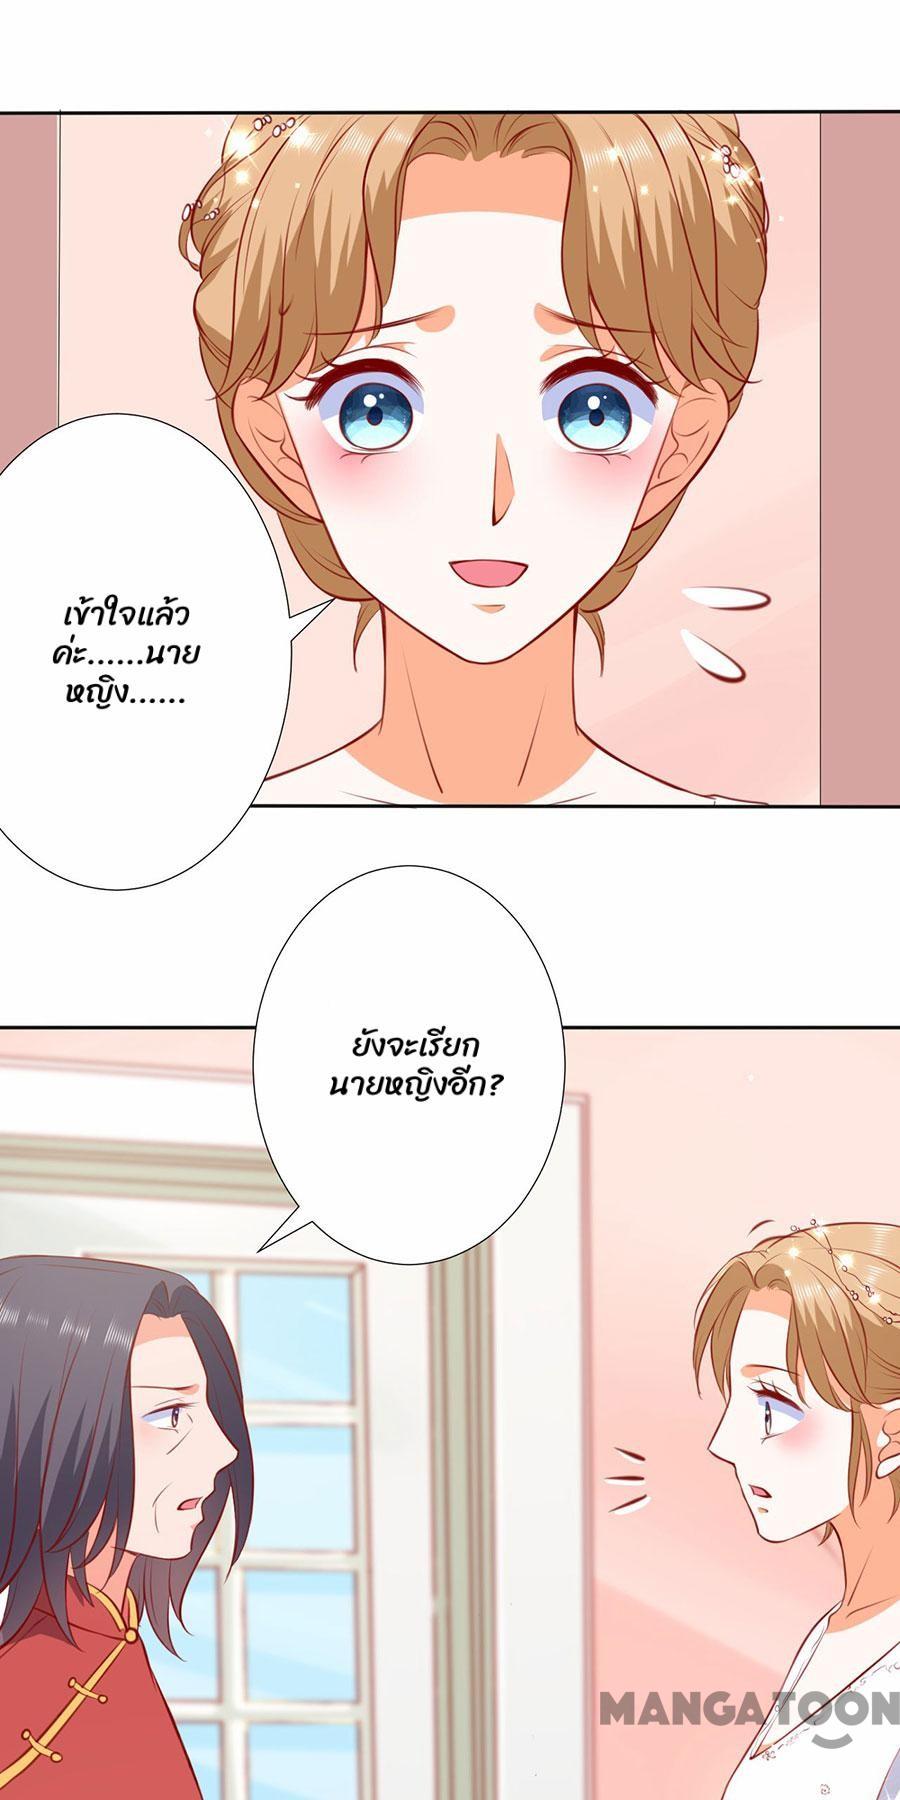 เข้าใจแล้ว
ค่ะ......นาย
หญิง......
ยังจะเรียก
นายหญิงอีก?
MANGATOON